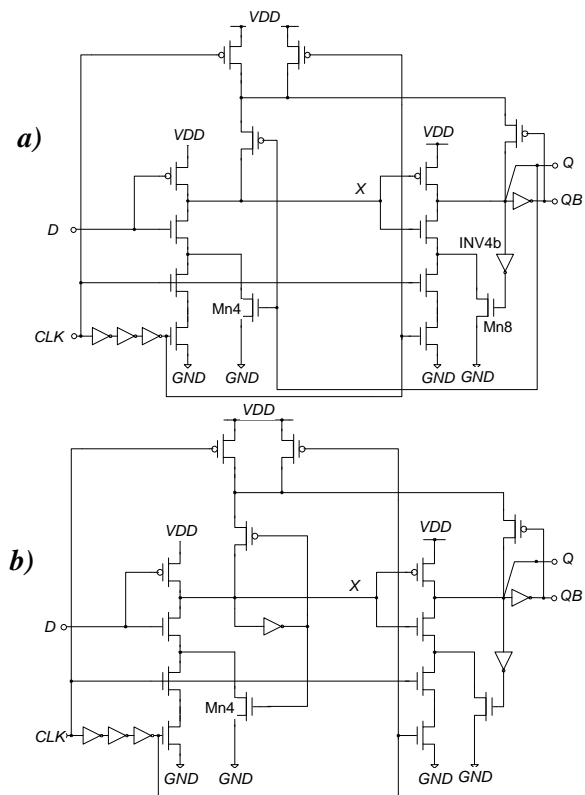 VDD
a)
VDD
VDD
Q
X
QB
D
INV4b
Mn4
Mn8
CLK
GND
GND
GND
GND
VDD
VDD
VDD
b)
Q
X
QB
D
Mn4
CLK
GND
GND
GND
GND